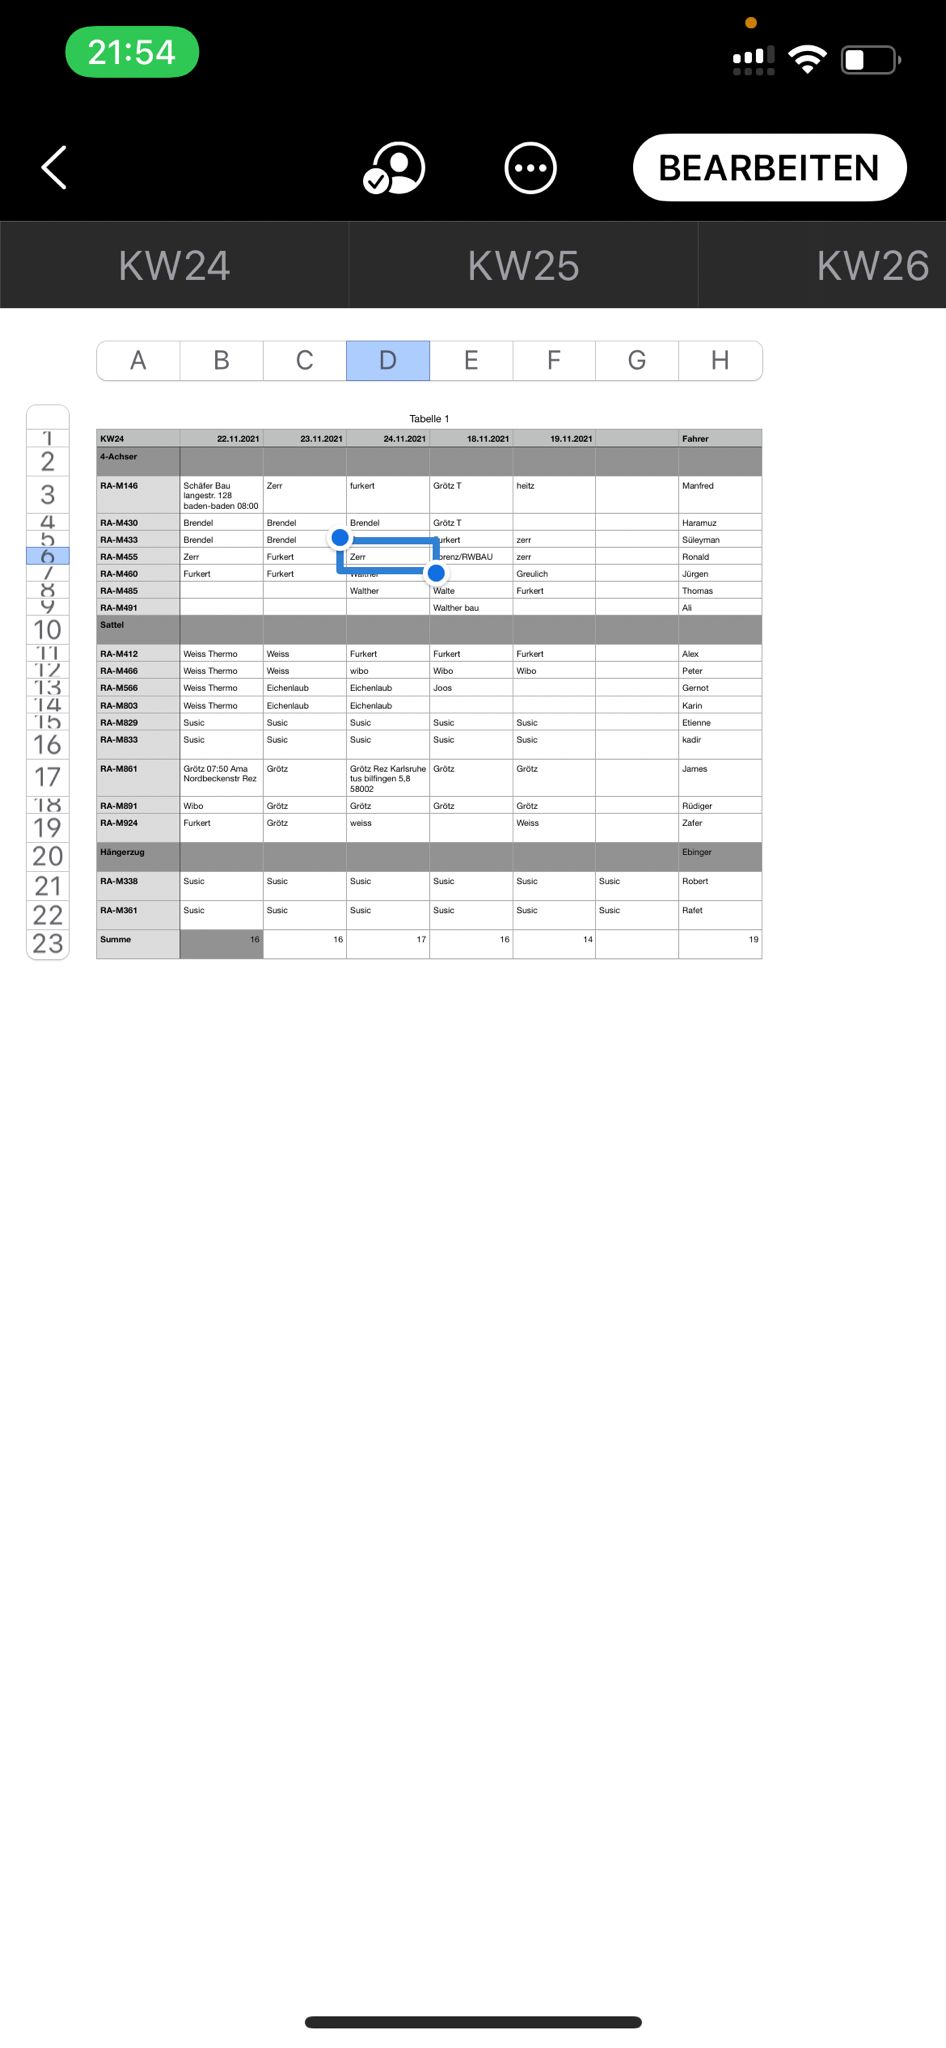 21:54
BEARBEITEN
KW24 KW25 KW26
A B C D E F G H
Tabelle 1
1 KW24 22.11.2021 23.11.2021 24.11.2021 18.11.2021 19.11.2021 Fahrer
2 4-Achser
3 RA-M146 Schäfer Bau langestr. 128 baden-baden 08:00 Zerr furkert Grötz T heitz Manfred
4 RA-M430 Brendel Brendel Brendel Grötz T Haramuz
5 RA-M433 Brendel Brendel zerr Süleyman
6 RA-M455 Zerr Furkert Zerr zerr Ronald
7 RA-M460 Furkert Furkert Walther Greulich Jürgen
8 RA-M485 Walther Walte Furkert Thomas
9 RA-M491 Walther bau Ali
10 Sattel
11 RA-M412 Weiss Thermo Weiss Furkert Furkert Furkert Alex
12 RA-M466 Weiss Thermo Weiss wibo Wibo Wibo Peter
13 RA-M566 Weiss Thermo Eichenlaub Eichenlaub Joos Gernot
14 RA-M803 Weiss Thermo Eichenlaub Eichenlaub Karin
15 RA-M829 Susic Susic Susic Susic Susic Etienne
16 RA-M833 Susic Susic Susic Susic Susic kadir
17 RA-M861 Grötz 07:50 Ama Nordbeckenstr Rez Grötz Grötz Rez Karlsruhe tus bilfingen 5,8 58002 Grötz Grötz James
18 RA-M891 Wibo Grötz Grötz Grötz Grötz Rüdiger
19 RA-M924 Furkert Grötz weiss Weiss Zafer
20 Hängerzug Ebinger
21 RA-M338 Susic Susic Susic Susic Susic Susic Robert
22 RA-M361 Susic Susic Susic Susic Susic Susic Rafet
23 Summe 16 16 17 16 14 19